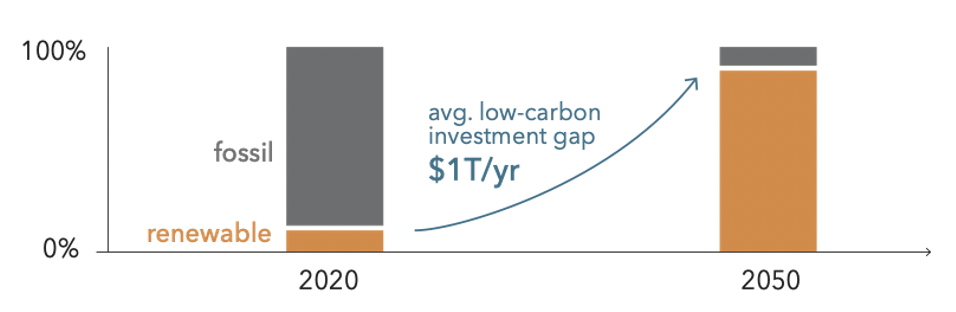 100%
fossil
renewable
0%
avg. low-carbon
investment gap
$1T/yr
2020
2050